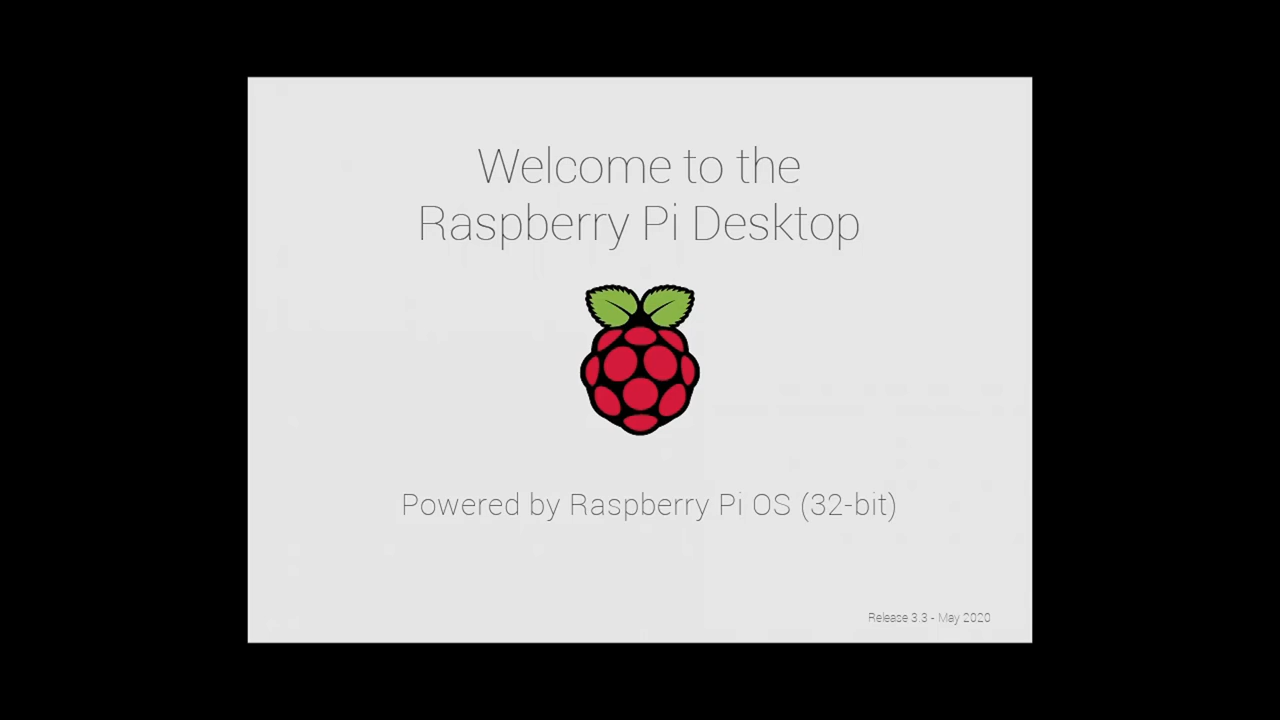 Welcome to the
Raspberry Pi Desktop
Powered by Raspberry Pi OS (32-bit)
Release 3.3 - May 2020